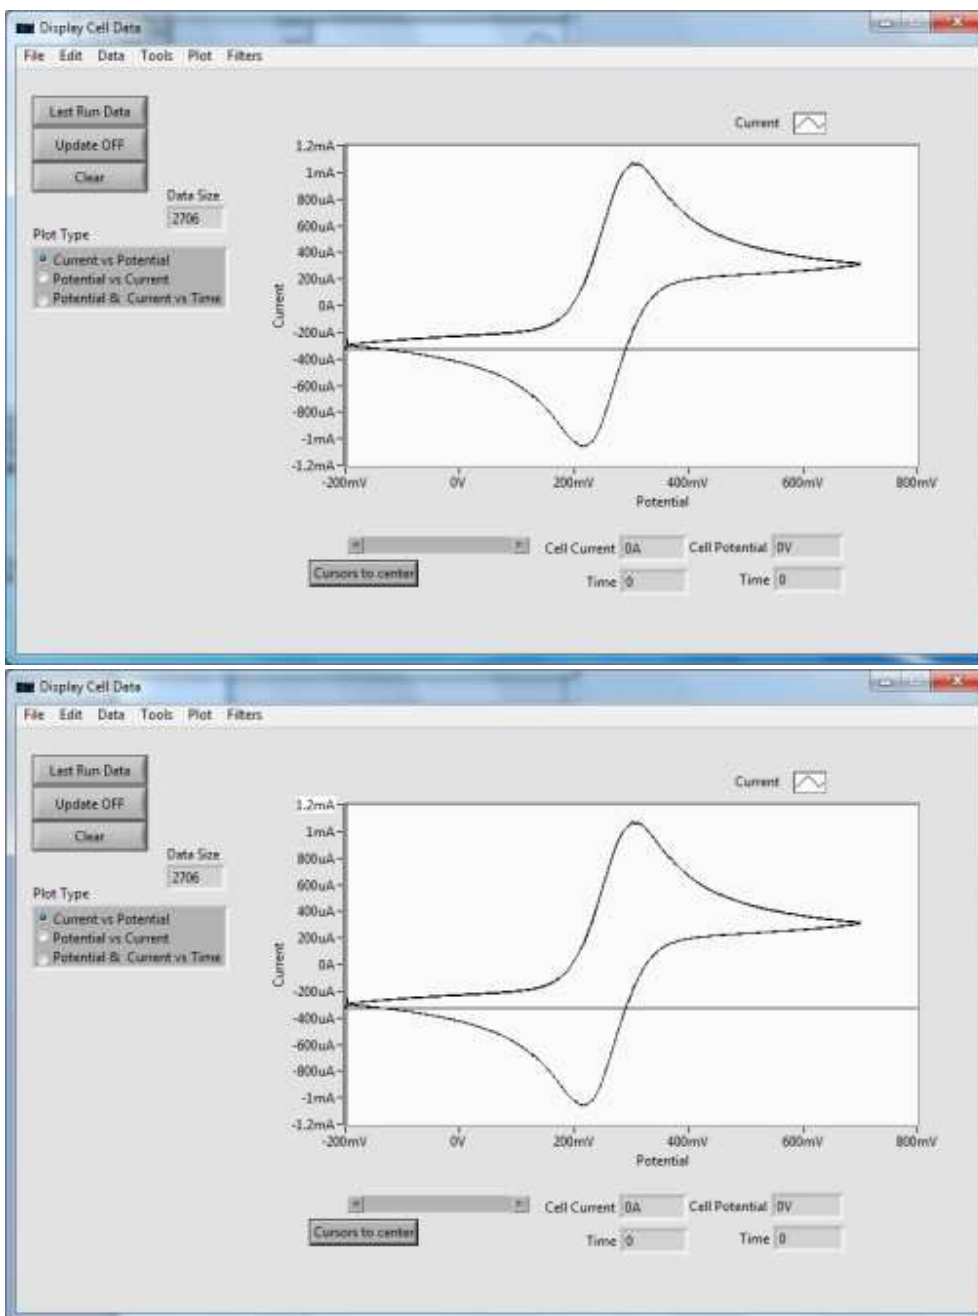 Display Cell Data
File Edit Data Tools Plot Filters
Last Run Data
Update OFF
Clear
Data Size
2706
Plot Type
Current vs Potential
Potential vs Current
Potential & Current vs Time
Current
1.2mA
1mA
800uA
600uA
400uA
200uA
0A
-200uA
-400uA
-600uA
-800uA
-1mA
-1.2mA
Current
-200mV 0V 200mV 400mV 600mV 800mV
Potential
Cell Current 0A Cell Potential 0V
Cursors to center
Time 0 Time 0
Display Cell Data
File Edit Data Tools Plot Filters
Last Run Data
Update OFF
Clear
Data Size
2706
Plot Type
Current vs Potential
Potential vs Current
Potential & Current vs Time
Current
1.2mA
1mA
800uA
600uA
400uA
200uA
0A
-200uA
-400uA
-600uA
-800uA
-1mA
-1.2mA
Current
-200mV 0V 200mV 400mV 600mV 800mV
Potential
Cell Current 0A Cell Potential 0V
Cursors to center
Time 0 Time 0